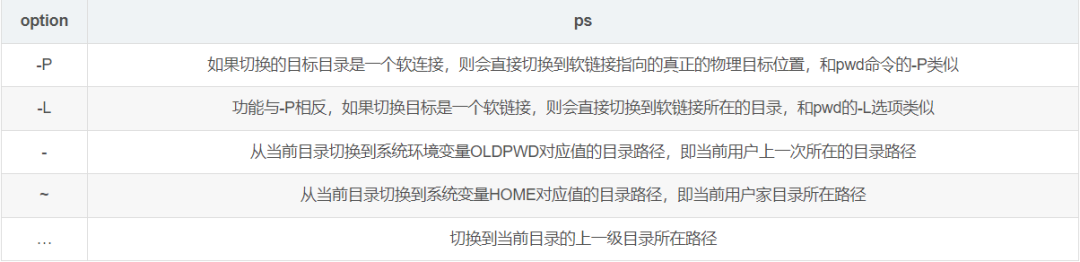 option ps
-P 如果切换的目标目录是一个软连接，则会直接切换到软链接指向的真正的物理目标位置，和pwd命令的-P类似
-L 功能与-P相反，如果切换目标是一个软链接，则会直接切换到软链接所在的目录，和pwd的-L选项类似
- 从当前目录切换到系统环境变量OLDPWD对应值的目录路径，即当前用户上一次所在的目录路径
~ 从当前目录切换到系统变量HOME对应值的目录路径，即当前用户家目录所在路径
… 切换到当前目录的上一级目录所在路径